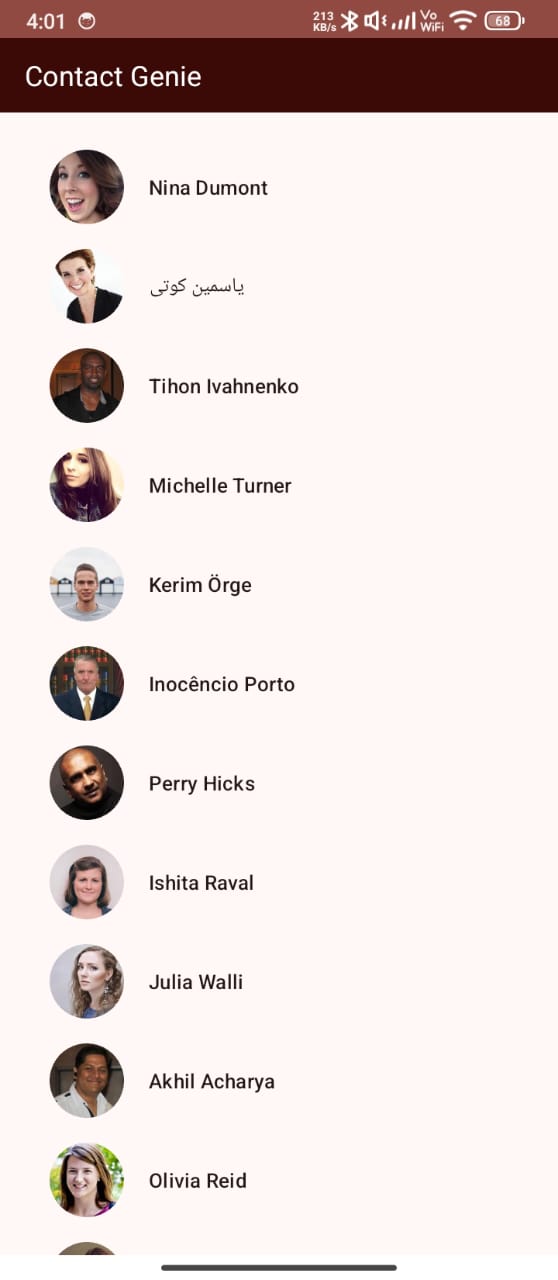 4:01 213 KB/s Vo WiFi 68
Contact Genie
Nina Dumont
یاسمین کوتی
Tihon Ivahnenko
Michelle Turner
Kerim Örge
Inocêncio Porto
Perry Hicks
Ishita Raval
Julia Walli
Akhil Acharya
Olivia Reid